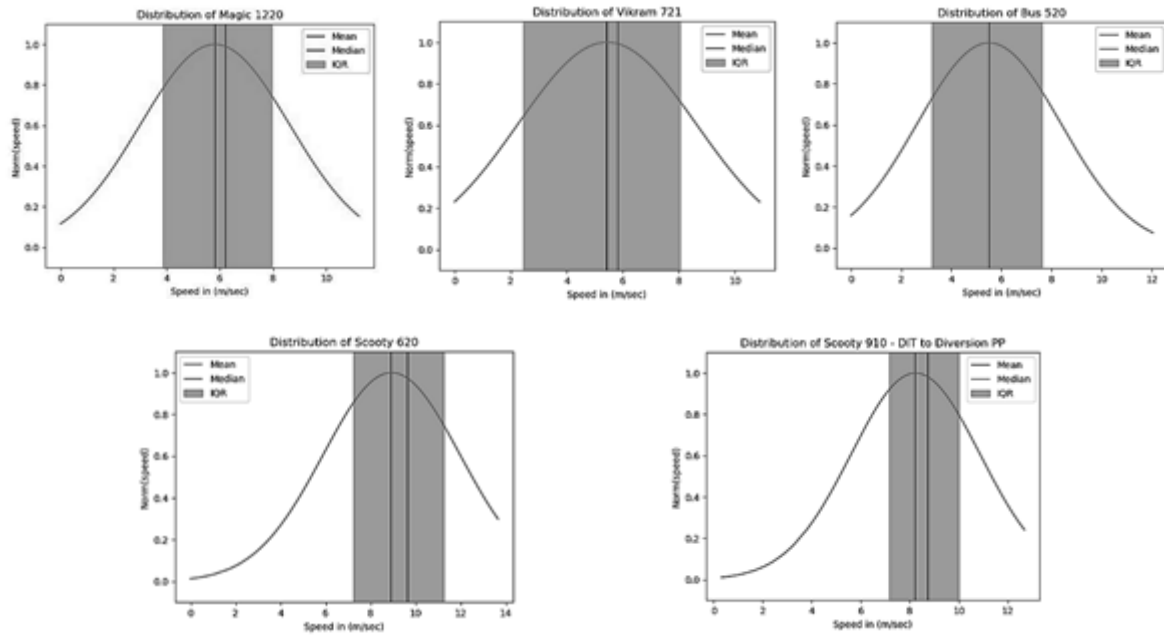 Distribution of Magic 1220
Mean
Median
IQR
Norm(speed)
1.0
0.8
0.6
0.4
0.2
0.0
0 2 4 6 8 10
Speed in (m/sec)
Distribution of Vikram 721
Mean
Median
IQR
Norm(speed)
1.0
0.8
0.6
0.4
0.2
0.0
0 2 4 6 8 10
Speed in (m/sec)
Distribution of Bus 520
Mean
Median
IQR
Norm(speed)
1.0
0.8
0.6
0.4
0.2
0.0
0 2 4 6 8 10 12
Speed in (m/sec)
Distribution of Scooty 620
Mean
Median
IQR
Norm(speed)
1.0
0.8
0.6
0.4
0.2
0.0
0 2 4 6 8 10 12 14
Speed in (m/sec)
Distribution of Scooty 910 - DIT to Diversion PP
Mean
Median
IQR
Norm(speed)
1.0
0.8
0.6
0.4
0.2
0.0
0 2 4 6 8 10 12
Speed in (m/sec)